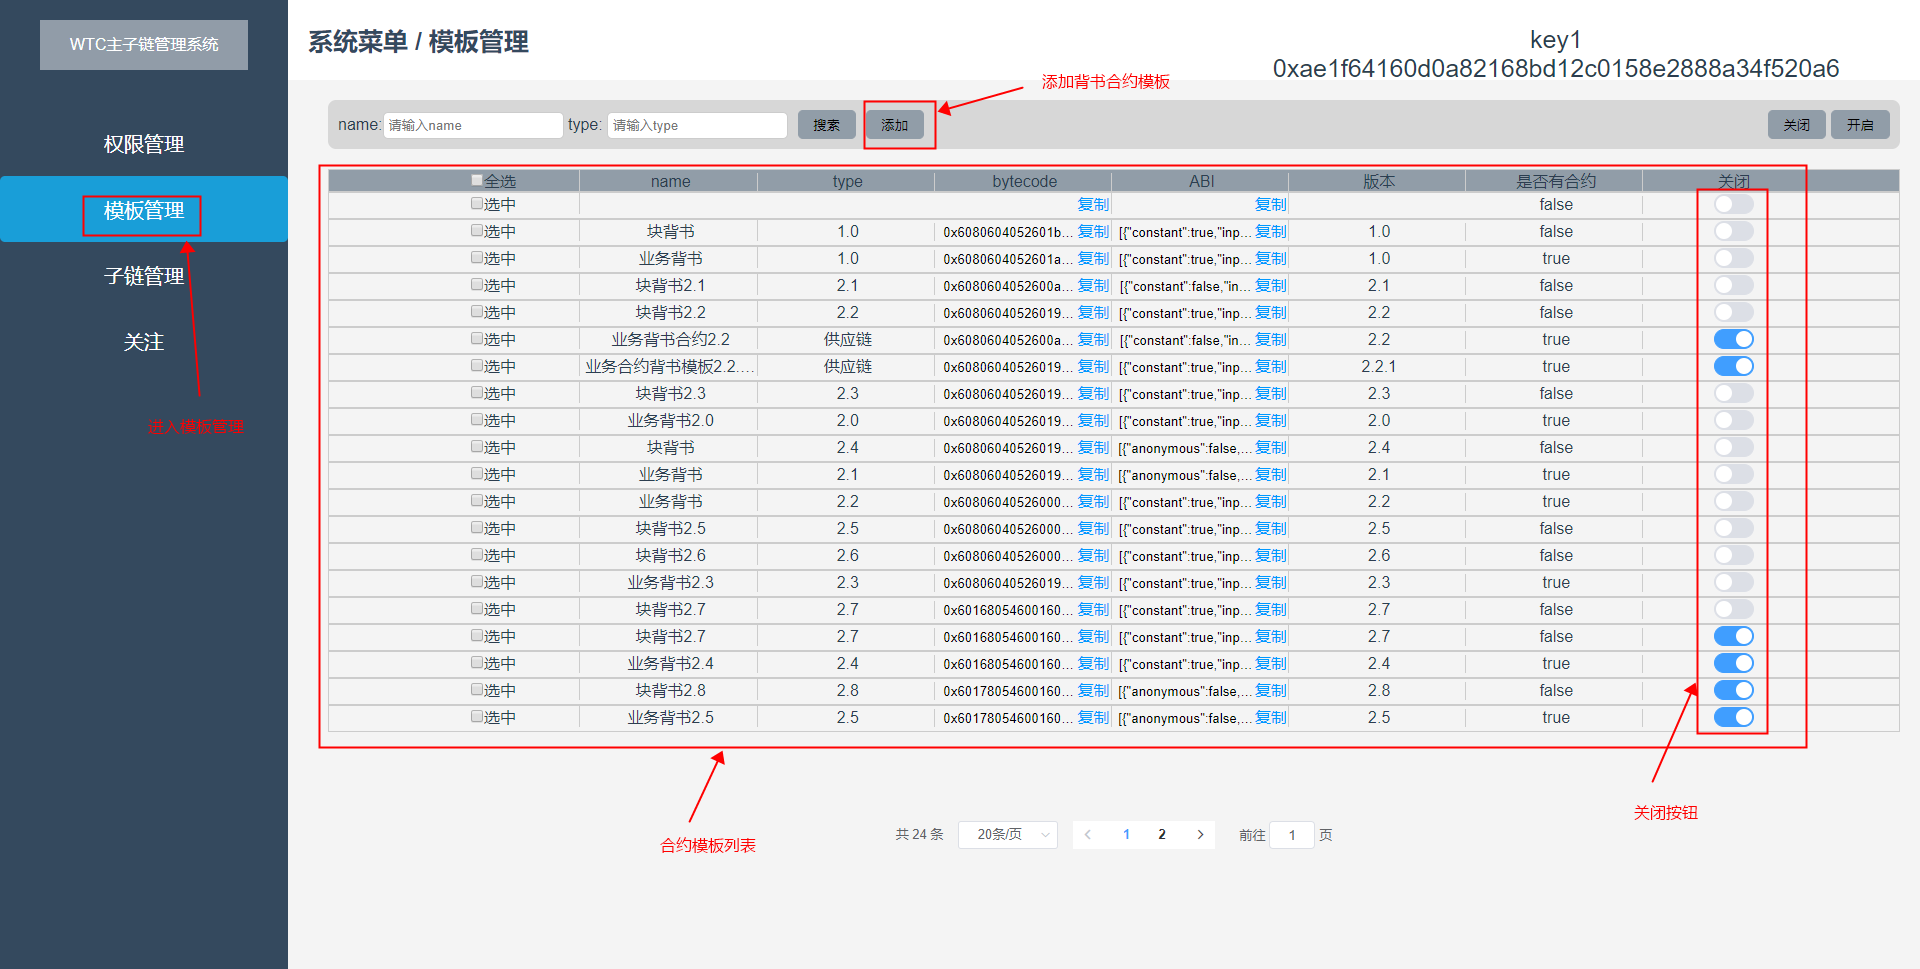 WTC主子链管理系统
权限管理
模板管理
子链管理
关注
进入模板管理
系统菜单 / 模板管理
key1
0xae1f64160d0a82168bd12c0158e2888a34f520a6
添加背书合约模板
name: 请输入name type: 请输入type 搜索 添加 关闭 开启
全选 name type bytecode ABI 版本 是否有合约 关闭
选中 复制 复制 false
选中 块背书 1.0 0x6080604052601b... 复制 [{"constant":true,"inp... 复制 1.0 false
选中 业务背书 1.0 0x6080604052601a... 复制 [{"constant":true,"inp... 复制 1.0 true
选中 块背书2.1 2.1 0x6080604052600a... 复制 [{"constant":false,"in... 复制 2.1 false
选中 块背书2.2 2.2 0x60806040526019... 复制 [{"constant":true,"inp... 复制 2.2 false
选中 业务背书合约2.2 供应链 0x6080604052600a... 复制 [{"constant":false,"in... 复制 2.2 true
选中 业务合约背书模板2.2.... 供应链 0x60806040526019... 复制 [{"constant":true,"inp... 复制 2.2.1 true
选中 块背书2.3 2.3 0x60806040526019... 复制 [{"constant":true,"inp... 复制 2.3 false
选中 业务背书2.0 2.0 0x60806040526019... 复制 [{"constant":true,"inp... 复制 2.0 true
选中 块背书 2.4 0x60806040526019... 复制 [{"anonymous":false,... 复制 2.4 false
选中 业务背书 2.1 0x60806040526019... 复制 [{"anonymous":false,... 复制 2.1 true
选中 业务背书 2.2 0x60806040526000... 复制 [{"constant":true,"inp... 复制 2.2 true
选中 块背书2.5 2.5 0x60806040526000... 复制 [{"constant":true,"inp... 复制 2.5 false
选中 块背书2.6 2.6 0x60806040526000... 复制 [{"constant":true,"inp... 复制 2.6 false
选中 业务背书2.3 2.3 0x60806040526019... 复制 [{"constant":true,"inp... 复制 2.3 true
选中 块背书2.7 2.7 0x60168054600160... 复制 [{"constant":true,"inp... 复制 2.7 false
选中 块背书2.7 2.7 0x60168054600160... 复制 [{"constant":true,"inp... 复制 2.7 false
选中 业务背书2.4 2.4 0x60168054600160... 复制 [{"constant":true,"inp... 复制 2.4 true
选中 块背书2.8 2.8 0x60178054600160... 复制 [{"anonymous":false,... 复制 2.8 false
选中 业务背书2.5 2.5 0x60178054600160... 复制 [{"anonymous":false,... 复制 2.5 true
关闭按钮
合约模板列表
共 24 条 20条/页 1 2 前往 1 页